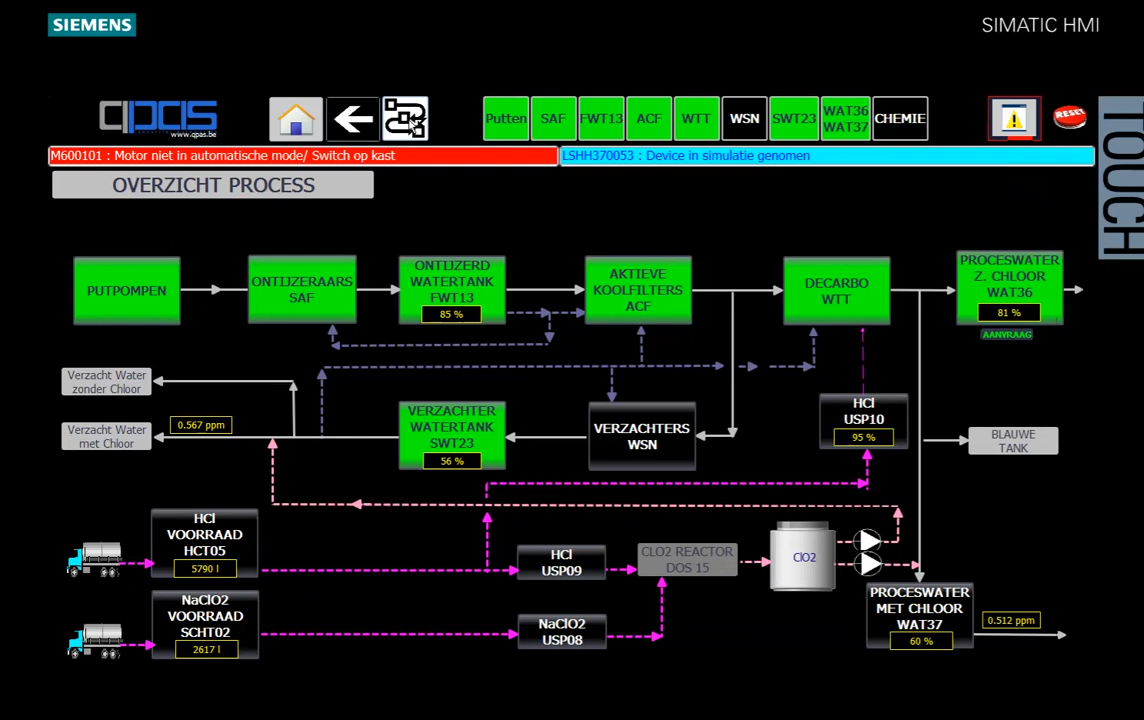 SIEMENS
SIMATIC HMI
qpas
www.qpas.be
Putten
SAF
FWT13
ACF
WTT
WSN
SWT23
WAT36
WAT37
CHEMIE
RESET
TOUCH
M600101 : Motor niet in automatische mode/ Switch op kast
LSHH370053 : Device in simulatie genomen
OVERZICHT PROCESS
PUTPOMPEN
ONTIJZERAARS
SAF
ONTIJZERD
WATERTANK
FWT13
85 %
AKTIEVE
KOOLFILTERS
ACF
DECARBO
WTT
PROCESWATER
Z. CHLOOR
WAT36
81 %
AANVRAAG
Verzacht Water
zonder Chloor
Verzacht Water
met Chloor
0.567 ppm
VERZACHTER
WATERTANK
SWT23
56 %
VERZACHTERS
WSN
HCl
USP10
95 %
BLAUWE
TANK
HCl
VOORRAAD
HCT05
5790 l
HCl
USP09
CLO2 REACTOR
DOS 15
ClO2
NaClO2
VOORRAAD
SCHT02
2617 l
NaClO2
USP08
PROCESWATER
MET CHLOOR
WAT37
60 %
0.512 ppm